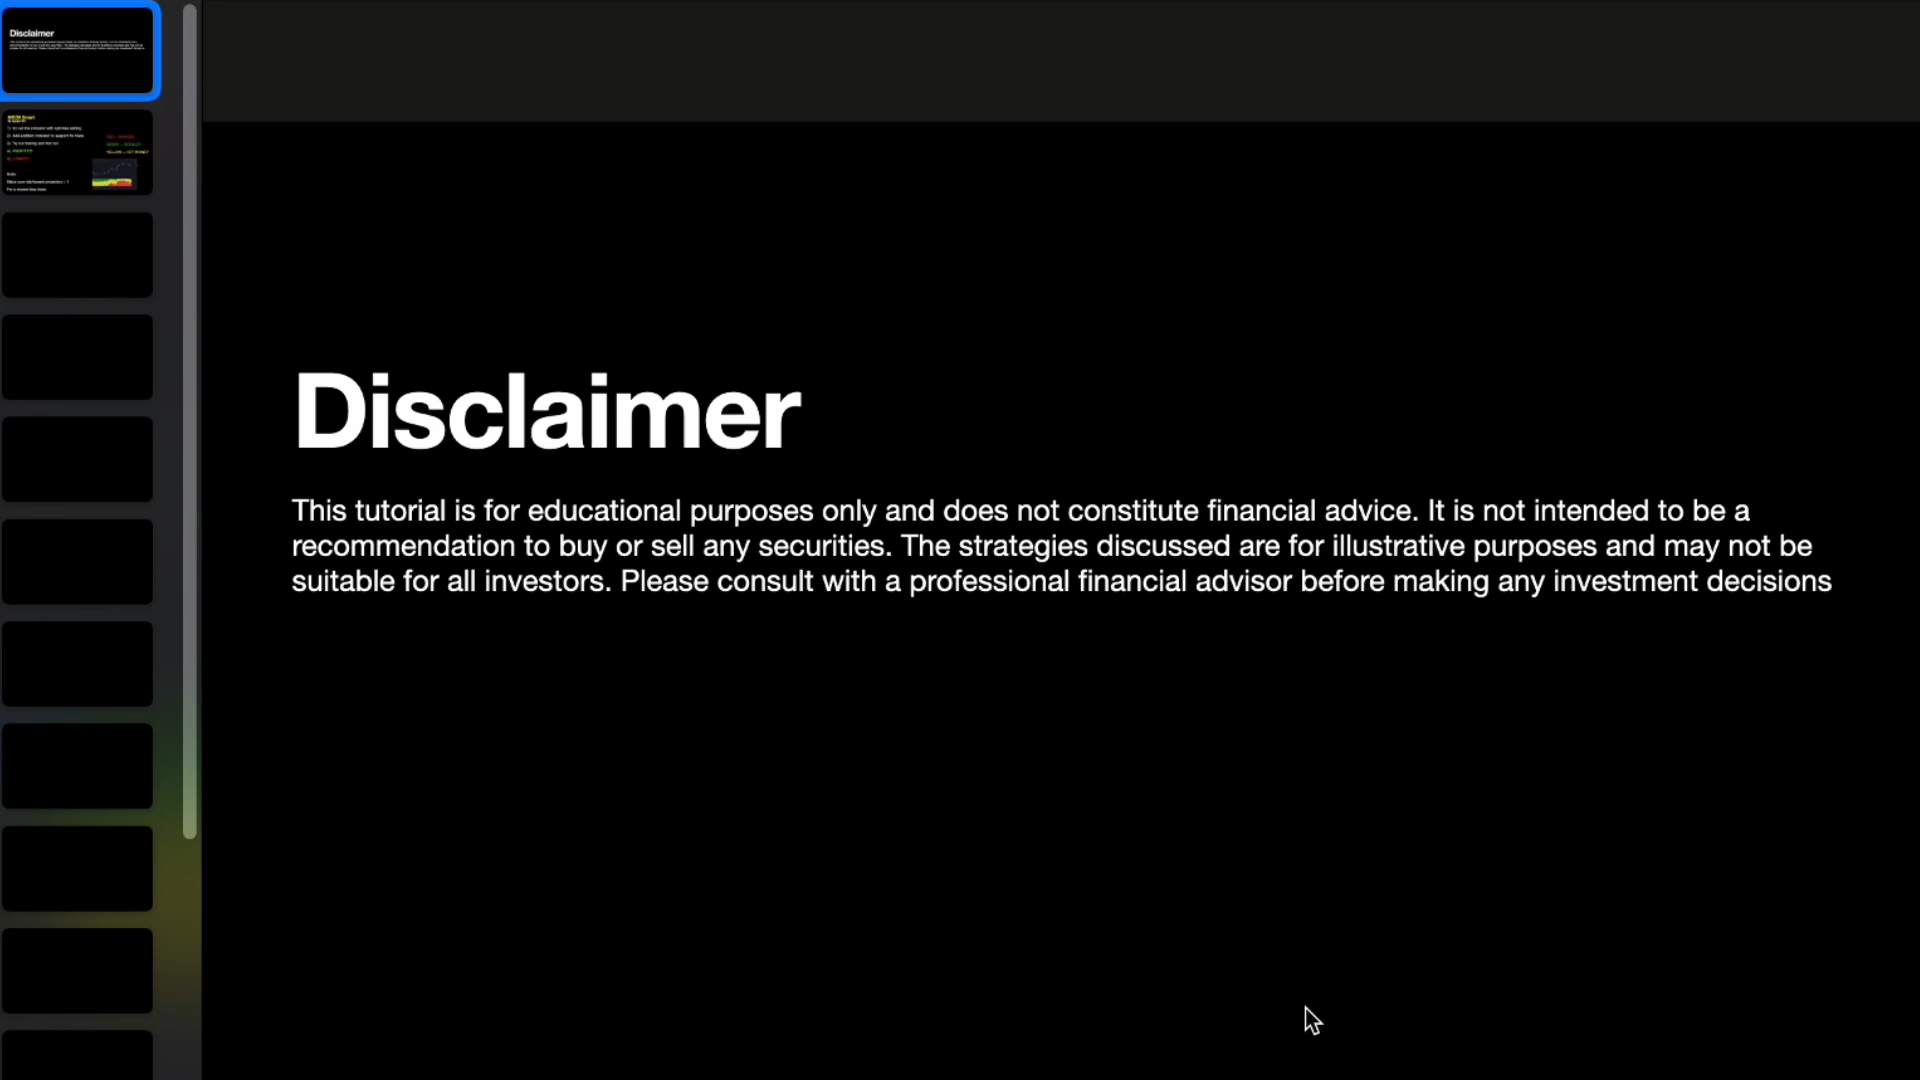 Disclaimer
Disclaimer
This tutorial is for educational purposes only and does not constitute financial advice. It is not intended to be a
recommendation to buy or sell any securities. The strategies discussed are for illustrative purposes and may not be
suitable for all investors. Please consult with a professional financial advisor before making any investment decisions